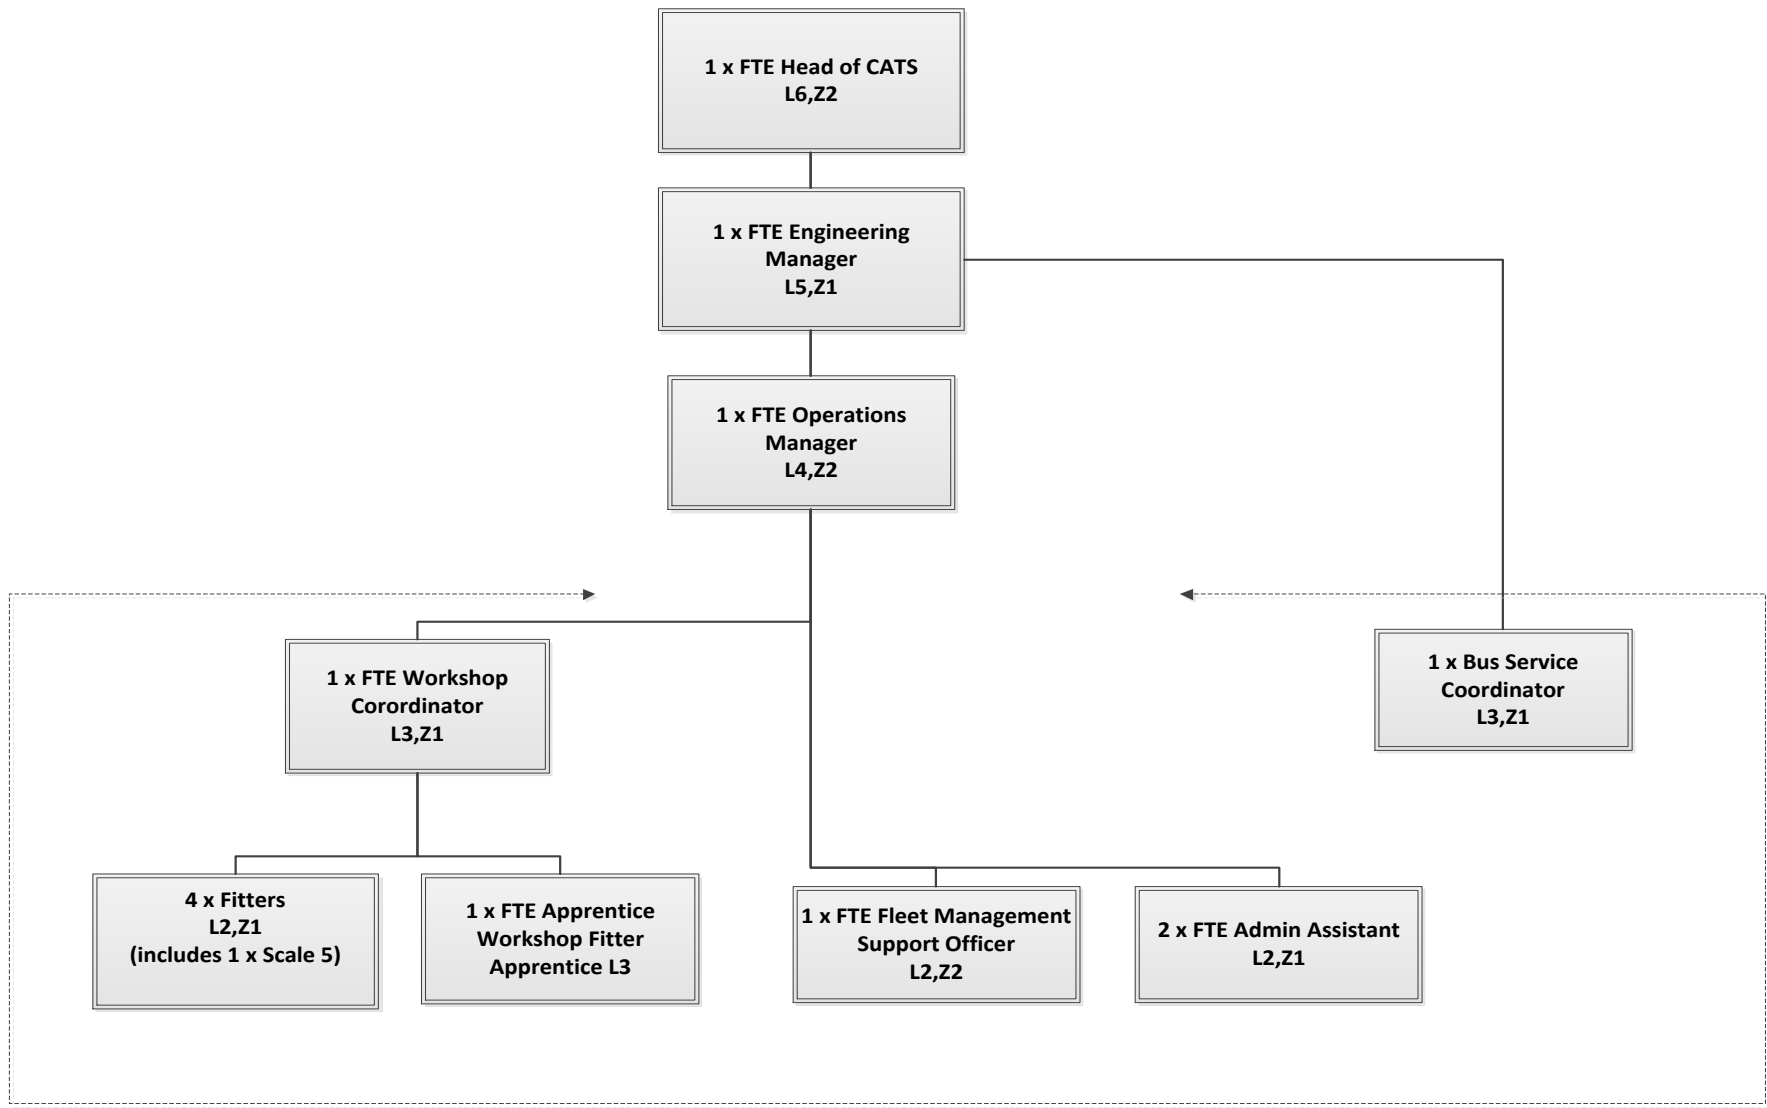 1 x FTE Head of CATS
L6,Z2
1 x FTE Engineering
Manager
L5,Z1
1 x FTE Operations
Manager
L4,Z2
1 x FTE Workshop
Corordinator
L3,Z1
1 x Bus Service
Coordinator
L3,Z1
4 x Fitters
L2,Z1
(includes 1 x Scale 5)
1 x FTE Apprentice
Workshop Fitter
Apprentice L3
1 x FTE Fleet Management
Support Officer
L2,Z2
2 x FTE Admin Assistant
L2,Z1